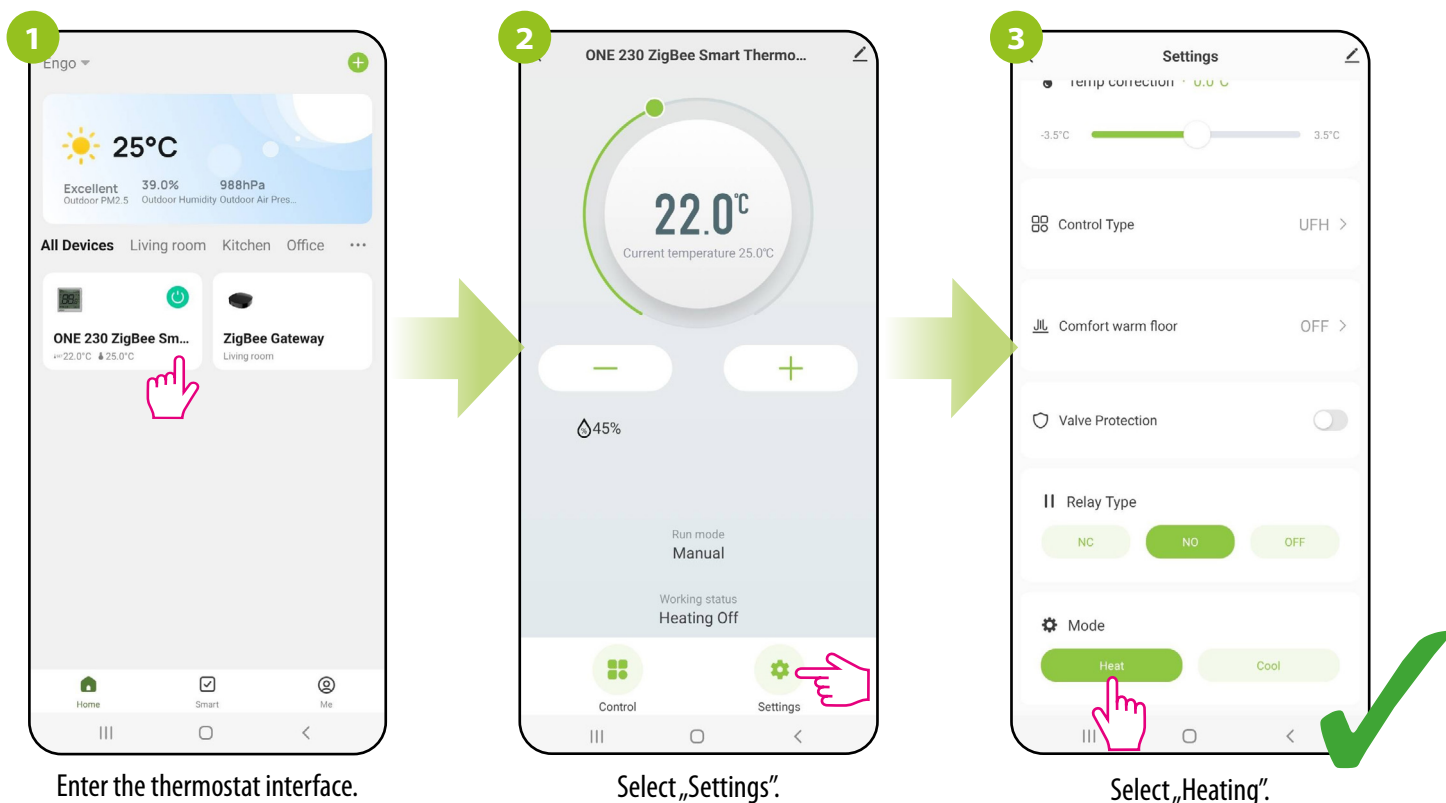 1
Engo
25°C
Excellent
Outdoor PM2.5
39.0%
Outdoor Humidity
988hPa
Outdoor Air Pres...
All Devices Living room Kitchen Office ...
ONE 230 ZigBee Sm...
22.0°C 25.0°C
ZigBee Gateway
Living room
Home
Smart
Me
Enter the thermostat interface.
2
ONE 230 ZigBee Smart Thermo...
22.0°C
Current temperature 25.0°C
45%
Run mode
Manual
Working status
Heating Off
Control
Settings
Select „Settings”.
3
Settings
Temp correction · 0.0°C
-3.5°C 3.5°C
Control Type UFH >
Comfort warm floor OFF >
Valve Protection
Relay Type
NC NO OFF
Mode
Heat Cool
Select „Heating”.